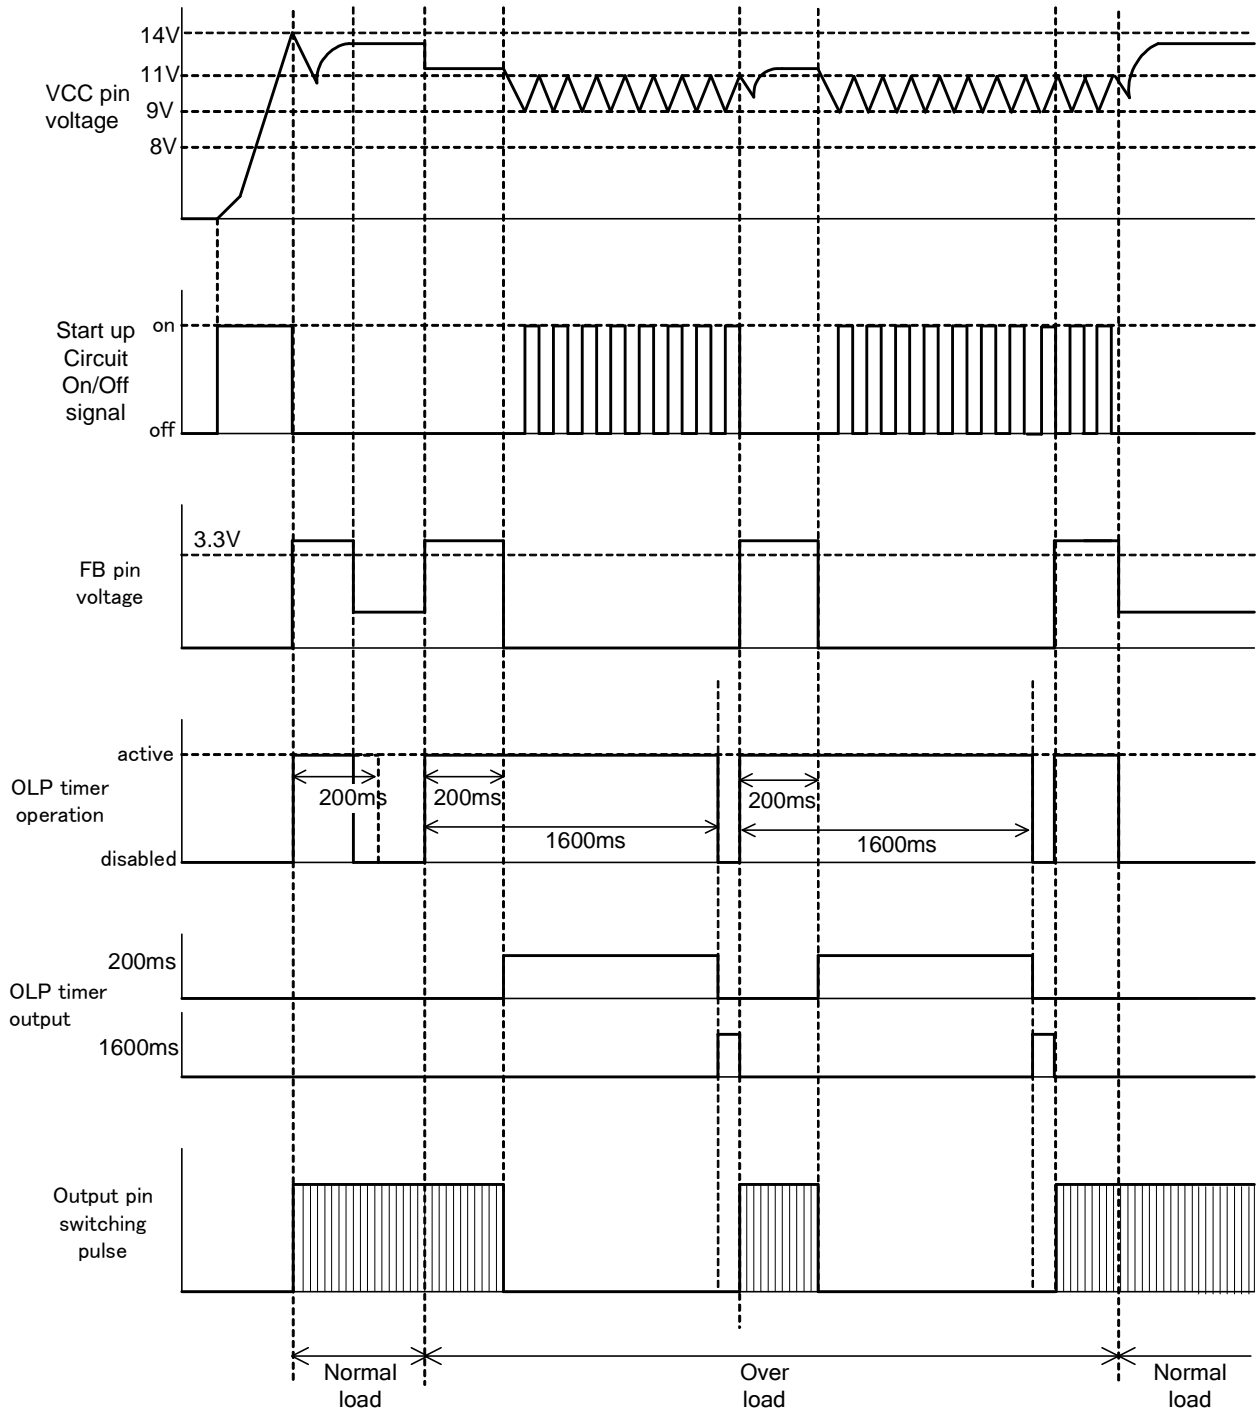 14V
11V
VCC pin
voltage
9V
8V
Start up
Circuit
On/Off
signal
on
off
3.3V
FB pin
voltage
active
OLP timer
operation
disabled
200ms
200ms
200ms
1600ms
1600ms
200ms
OLP timer
output
1600ms
Output pin
switching
pulse
Normal
load
Over
load
Normal
load